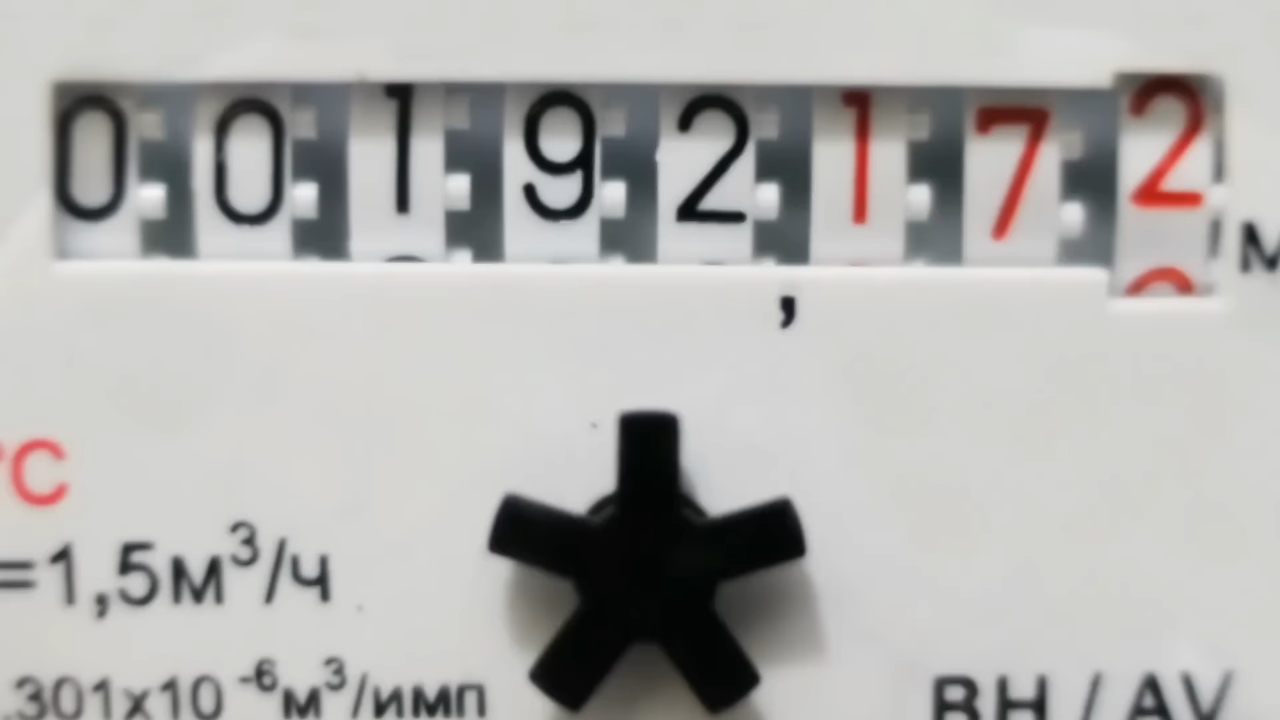 00192172
,
м
°C
=1,5м³/ч
.301x10 ⁻⁶м³/имп
BH / AV